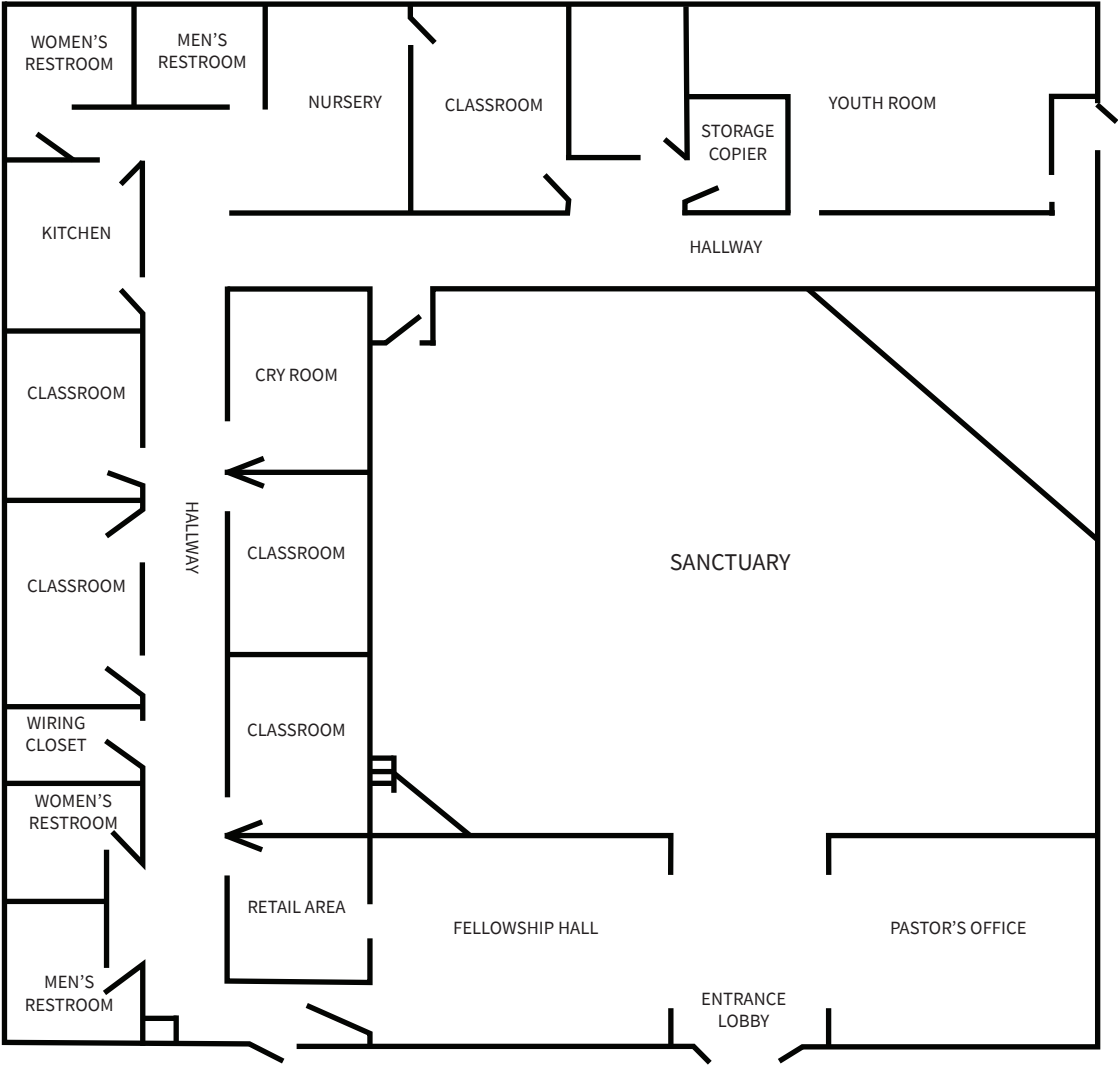 WOMEN’S
RESTROOM
MEN’S
RESTROOM
NURSERY
CLASSROOM
STORAGE
COPIER
YOUTH ROOM
KITCHEN
HALLWAY
CLASSROOM
CRY ROOM
HALLWAY
CLASSROOM
CLASSROOM
SANCTUARY
WIRING
CLOSET
CLASSROOM
WOMEN’S
RESTROOM
RETAIL AREA
FELLOWSHIP HALL
PASTOR’S OFFICE
MEN’S
RESTROOM
ENTRANCE
LOBBY